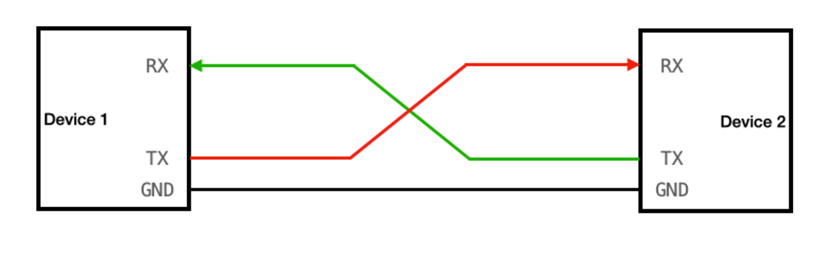 RX
RX
Device 1
Device 2
TX
TX
GND
GND